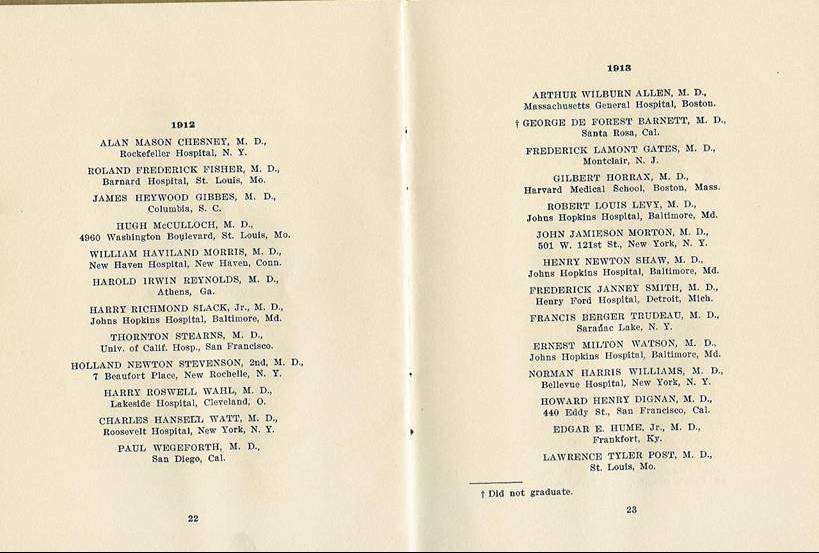 1912
ALAN MASON CHESNEY, M. D.,
Rockefeller Hospital, N. Y.
ROLAND FREDERICK FISHER, M. D.,
Barnard Hospital, St. Louis, Mo.
JAMES HEYWOOD GIBBES, M. D.,
Columbia, S. C.
HUGH McCULLOCH, M. D.,
4960 Washington Boulevard, St. Louis, Mo.
WILLIAM HAVILAND MORRIS, M. D.,
New Haven Hospital, New Haven, Conn.
HAROLD IRWIN REYNOLDS, M. D.,
Athens, Ga.
HARRY RICHMOND SLACK, Jr., M. D.,
Johns Hopkins Hospital, Baltimore, Md.
THORNTON STEARNS, M. D.,
Univ. of Calif. Hosp., San Francisco.
HOLLAND NEWTON STEVENSON, 2nd, M. D.,
7 Beaufort Place, New Rochelle, N. Y.
HARRY ROSWELL WAHL, M. D.,
Lakeside Hospital, Cleveland, O.
CHARLES HANSELL WATT, M. D.,
Roosevelt Hospital, New York, N. Y.
PAUL WEGEFORTH, M. D.,
San Diego, Cal.
22
1913
ARTHUR WILBURN ALLEN, M. D.,
Massachusetts General Hospital, Boston.
† GEORGE DE FOREST BARNETT, M. D.,
Santa Rosa, Cal.
FREDERICK LAMONT GATES, M. D.,
Montclair, N. J.
GILBERT HORRAX, M. D.,
Harvard Medical School, Boston, Mass.
ROBERT LOUIS LEVY, M. D.,
Johns Hopkins Hospital, Baltimore, Md.
JOHN JAMIESON MORTON, M. D.,
501 W. 121st St., New York, N. Y.
HENRY NEWTON SHAW, M. D.,
Johns Hopkins Hospital, Baltimore, Md.
FREDERICK JANNEY SMITH, M. D.,
Henry Ford Hospital, Detroit, Mich.
FRANCIS BERGER TRUDEAU, M. D.,
Saranac Lake, N. Y.
ERNEST MILTON WATSON, M. D.,
Johns Hopkins Hospital, Baltimore, Md.
NORMAN HARRIS WILLIAMS, M. D.,
Bellevue Hospital, New York, N. Y.
HOWARD HENRY DIGNAN, M. D.,
440 Eddy St., San Francisco, Cal.
EDGAR E. HUME, Jr., M. D.,
Frankfort, Ky.
LAWRENCE TYLER POST, M. D.,
St. Louis, Mo.
† Did not graduate.
23